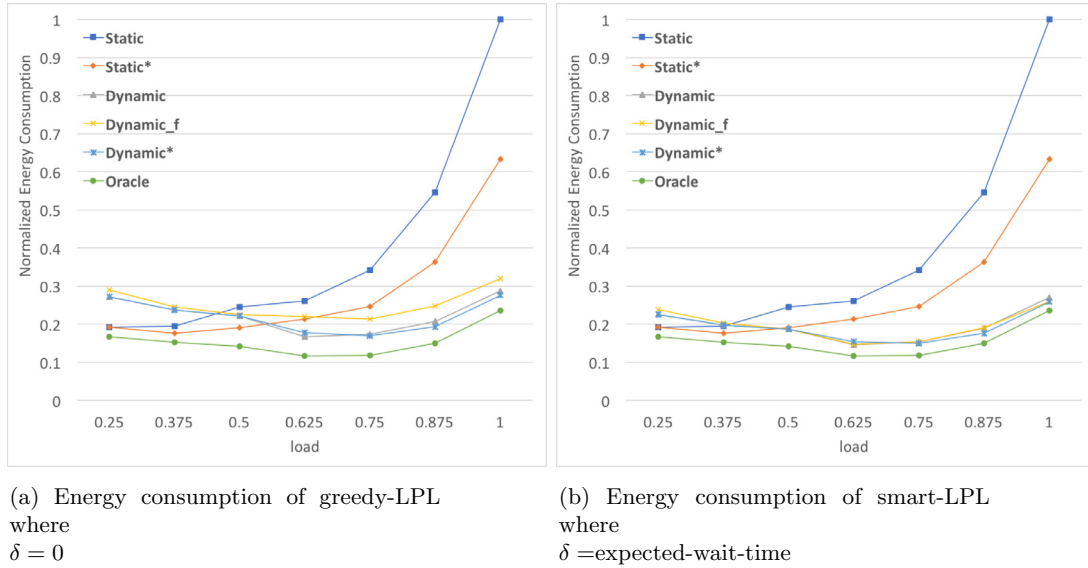 1
0.9
0.8
0.7
0.6
0.5
0.4
0.3
0.2
0.1
0
Normalized Energy Consumption
Static
Static*
Dynamic
Dynamic_f
Dynamic*
Oracle
0.25 0.375 0.5 0.625 0.75 0.875 1
load
(a) Energy consumption of greedy-LPL
where
δ = 0
1
0.9
0.8
0.7
0.6
0.5
0.4
0.3
0.2
0.1
0
Normalized Energy Consumption
Static
Static*
Dynamic
Dynamic_f
Dynamic*
Oracle
0.25 0.375 0.5 0.625 0.75 0.875 1
load
(b) Energy consumption of smart-LPL
where
δ =expected-wait-time